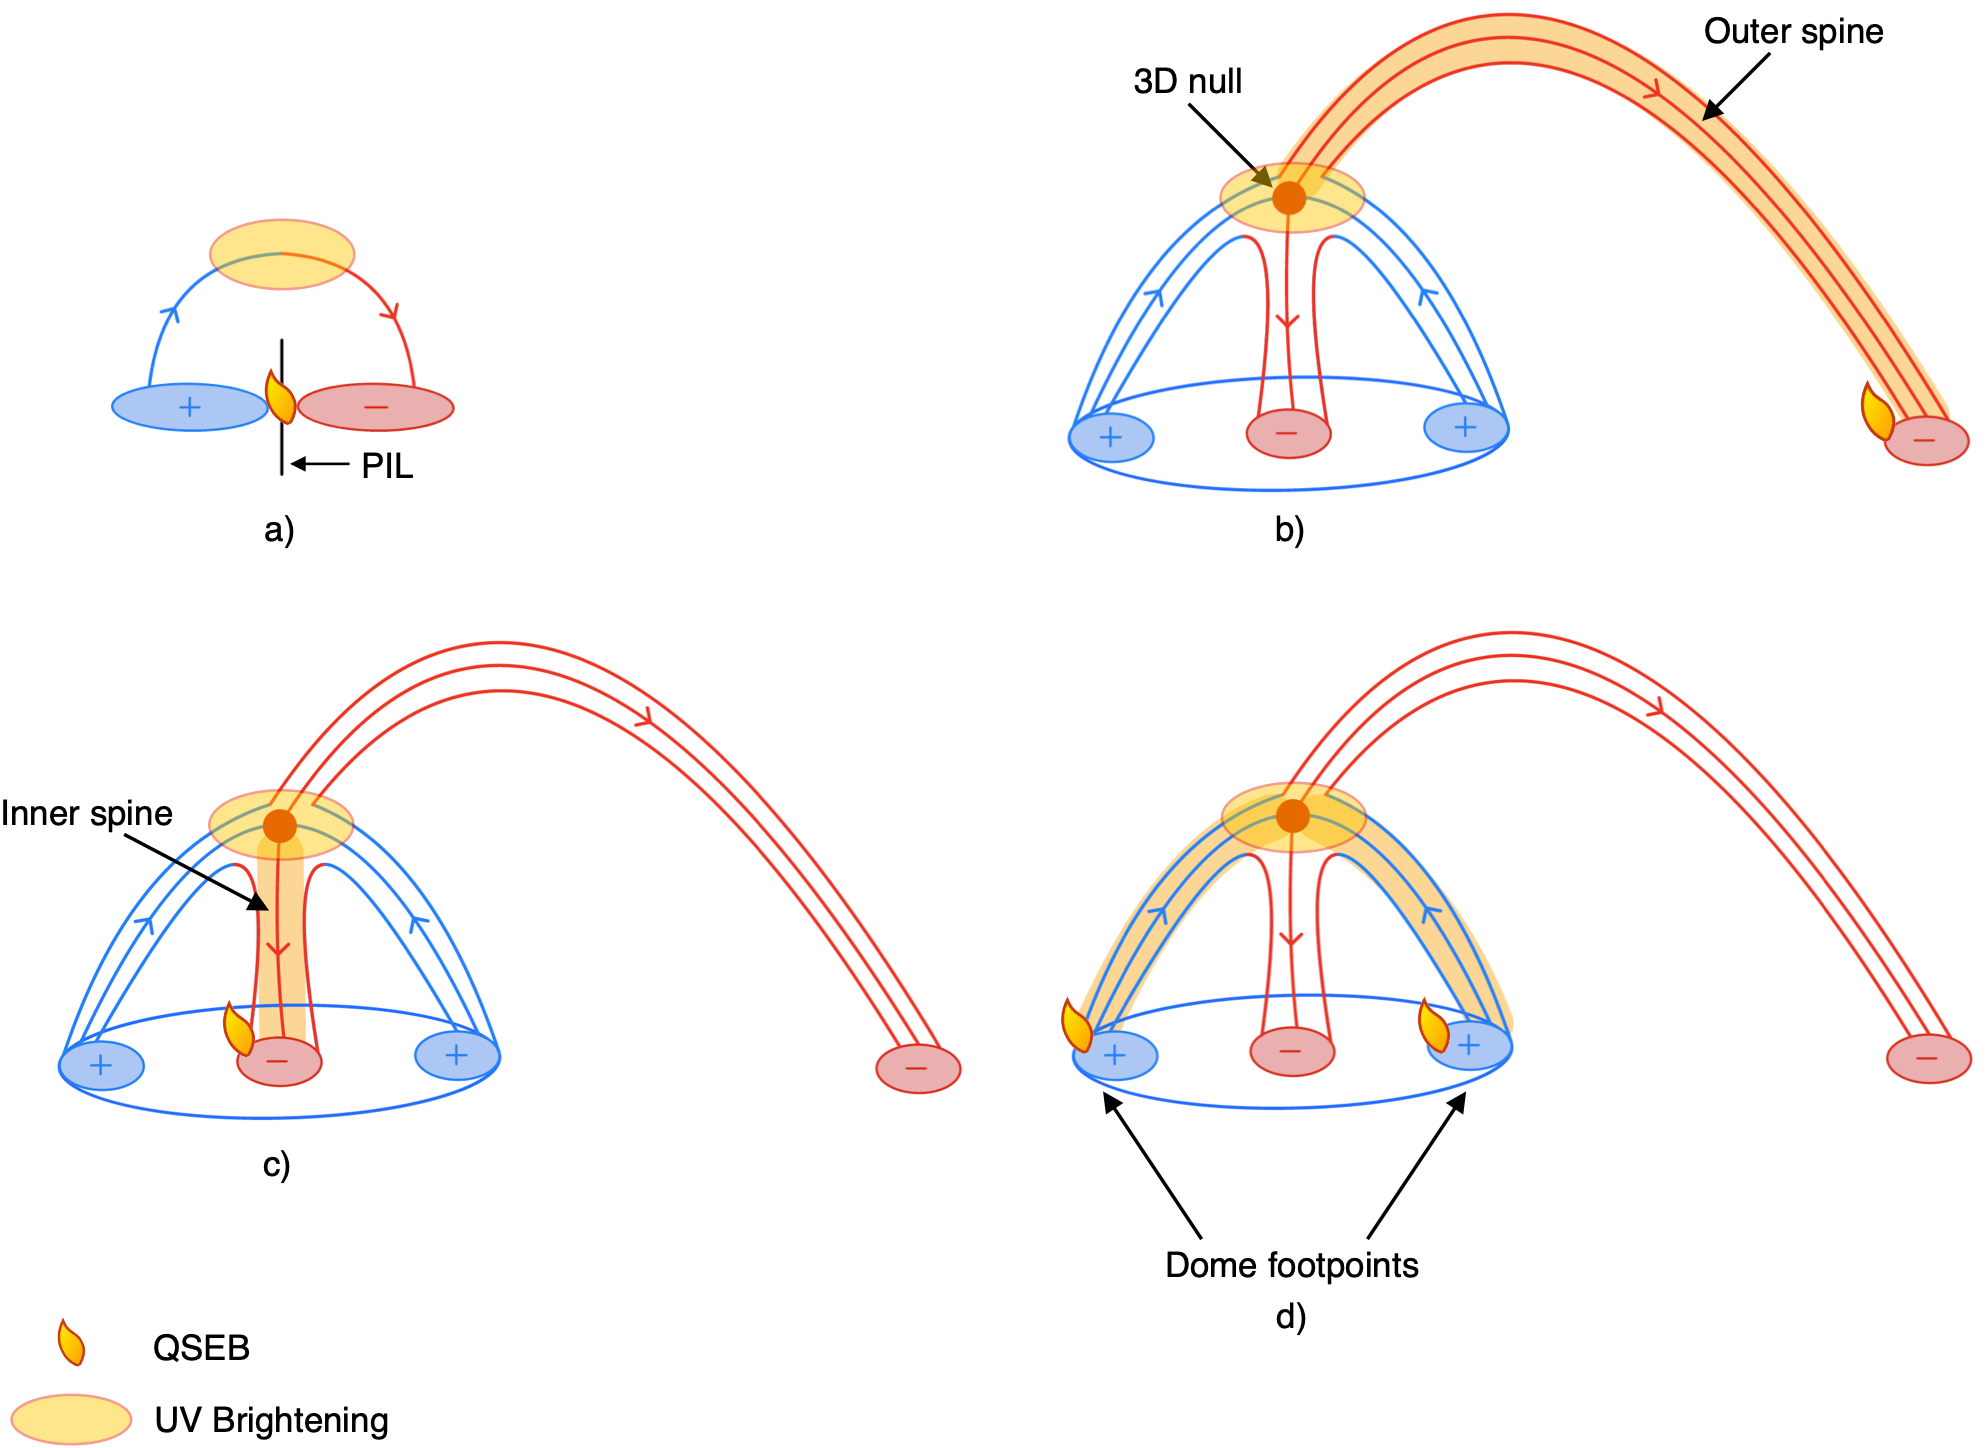 Outer spine
3D null
+
−
PIL
a)
+
−
+
−
b)
Inner spine
+
−
+
−
c)
+
−
+
−
Dome footpoints
d)
QSEB
UV Brightening